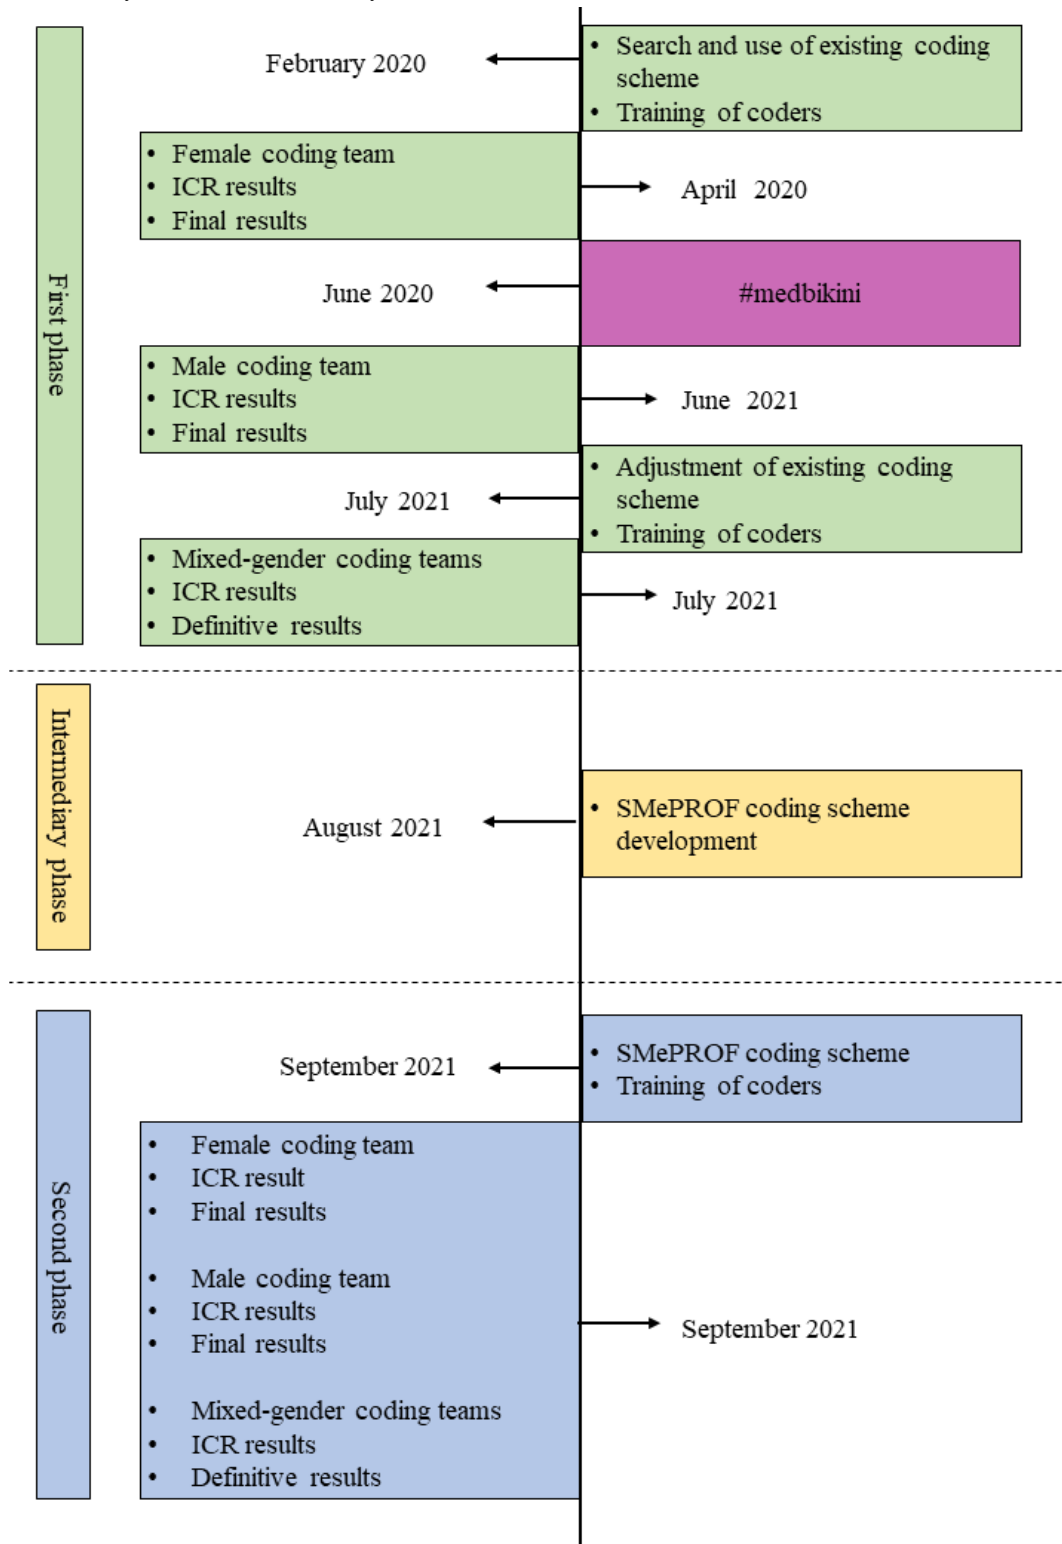 First phase
February 2020
• Search and use of existing coding
scheme
• Training of coders
• Female coding team
• ICR results
• Final results
April 2020
June 2020
#medbikini
• Male coding team
• ICR results
• Final results
June 2021
July 2021
• Adjustment of existing coding
scheme
• Training of coders
• Mixed-gender coding teams
• ICR results
• Definitive results
July 2021
Intermediary phase
August 2021
• SMePROF coding scheme
development
Second phase
September 2021
• SMePROF coding scheme
• Training of coders
• Female coding team
• ICR result
• Final results
• Male coding team
• ICR results
• Final results
• Mixed-gender coding teams
• ICR results
• Definitive results
September 2021